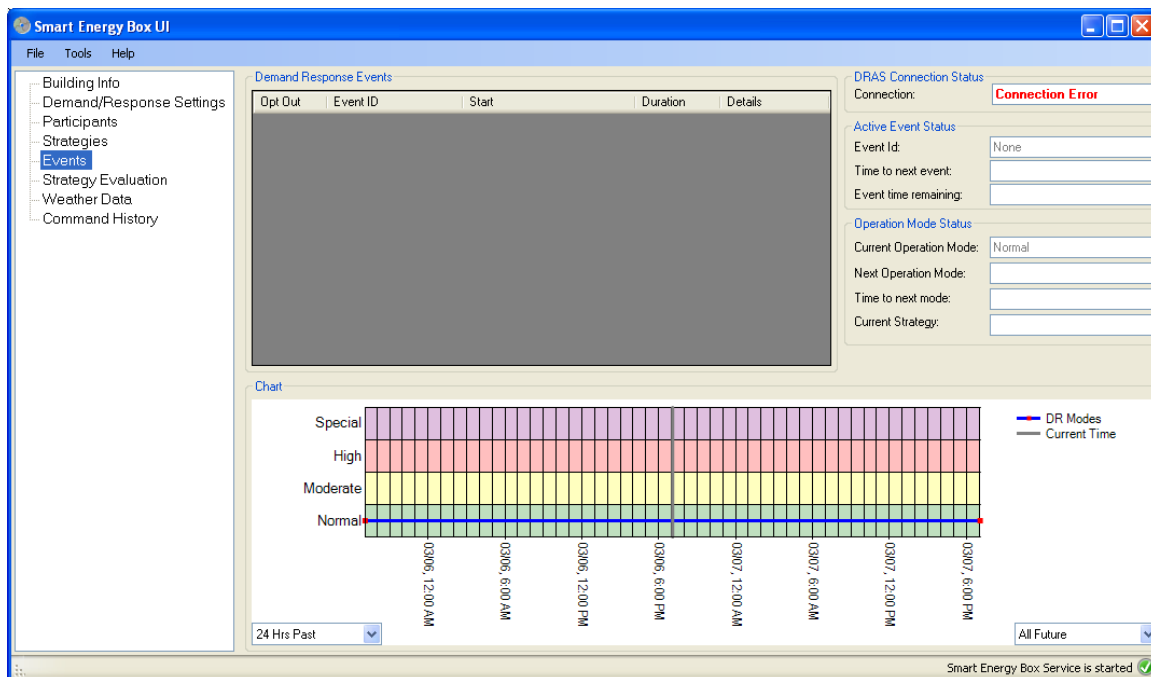 Smart Energy Box UI
File Tools Help
Building Info
Demand/Response Settings
Participants
Strategies
Events
Strategy Evaluation
Weather Data
Command History
Demand Response Events
Opt Out Event ID Start Duration Details
DRAS Connection Status
Connection: Connection Error
Active Event Status
Event Id: None
Time to next event:
Event time remaining:
Operation Mode Status
Current Operation Mode: Normal
Next Operation Mode:
Time to next mode:
Current Strategy:
Chart
Special
High
Moderate
Normal
03/06, 12:00 AM
03/06, 6:00 AM
03/06, 12:00 PM
03/06, 6:00 PM
03/07, 12:00 AM
03/07, 6:00 AM
03/07, 12:00 PM
03/07, 6:00 PM
DR Modes
Current Time
24 Hrs Past
All Future
Smart Energy Box Service is started